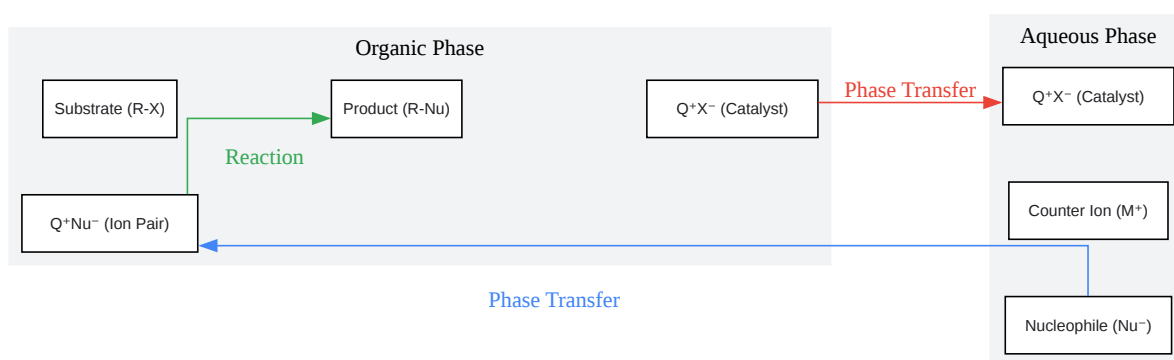 Organic Phase
Aqueous Phase
Substrate (R-X)
Product (R-Nu)
Q⁺X⁻ (Catalyst)
Phase Transfer
Q⁺X⁻ (Catalyst)
Reaction
Q⁺Nu⁻ (Ion Pair)
Counter Ion (M⁺)
Phase Transfer
Nucleophile (Nu⁻)